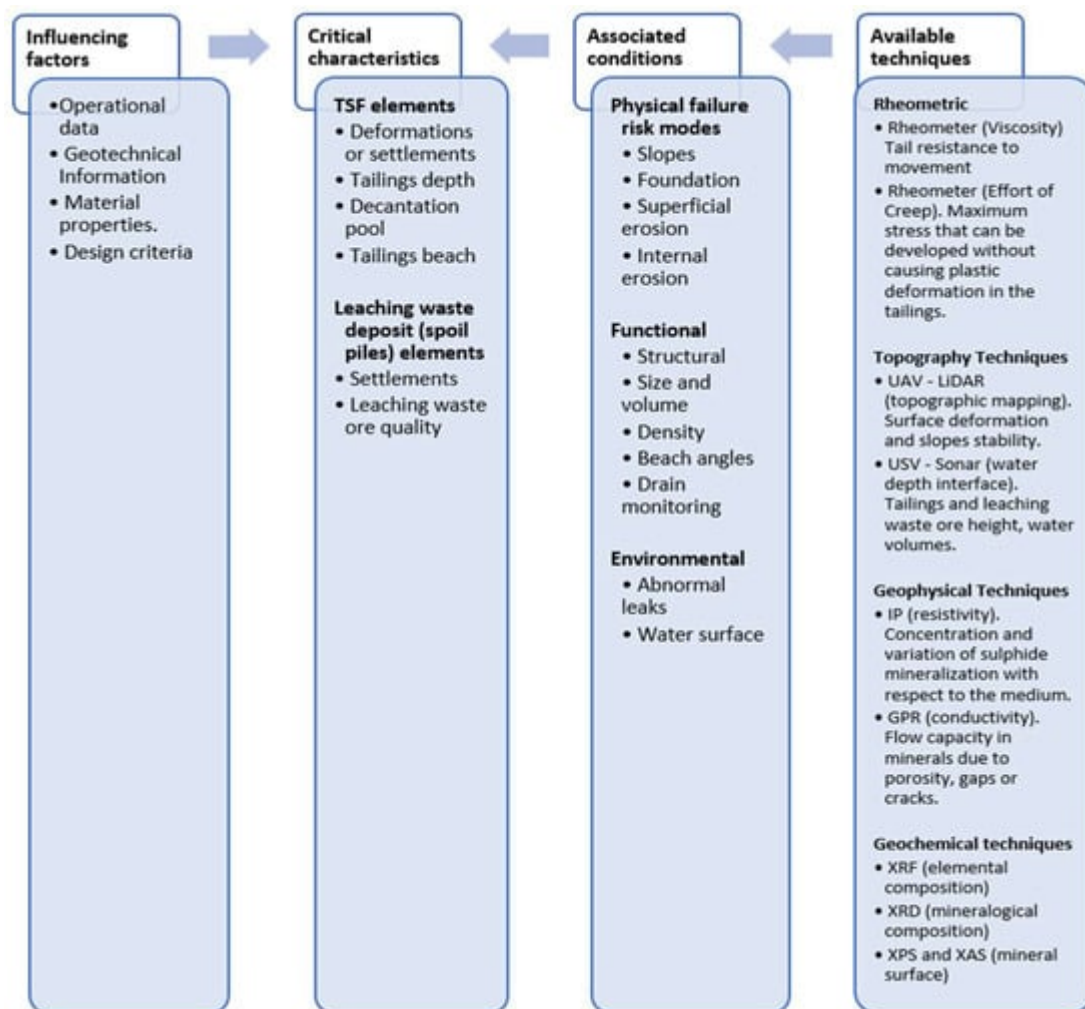 Influencing
factors
•Operational
data
• Geotechnical
Information
• Material
properties.
• Design criteria
Critical
characteristics
TSF elements
• Deformations
or settlements
• Tailings depth
• Decantation
pool
• Tailings beach
Leaching waste
deposit (spoil
piles) elements
• Settlements
• Leaching waste
ore quality
Associated
conditions
Physical failure
risk modes
• Slopes
• Foundation
• Superficial
erosion
• Internal
erosion
Functional
• Structural
• Size and
volume
• Density
• Beach angles
• Drain
monitoring
Environmental
• Abnormal
leaks
• Water surface
Available
techniques
Rheometric
• Rheometer (Viscosity)
Tail resistance to
movement
• Rheometer (Effort of
Creep). Maximum
stress that can be
developed without
causing plastic
deformation in the
tailings.
Topography Techniques
• UAV - LiDAR
(topographic mapping).
Surface deformation
and slopes stability.
• USV - Sonar (water
depth interface).
Tailings and leaching
waste ore height, water
volumes.
Geophysical Techniques
• IP (resistivity).
Concentration and
variation of sulphide
mineralization with
respect to the medium.
• GPR (conductivity).
Flow capacity in
minerals due to
porosity, gaps or
cracks.
Geochemical techniques
• XRF (elemental
composition)
• XRD (mineralogical
composition)
• XPS and XAS (mineral
surface)